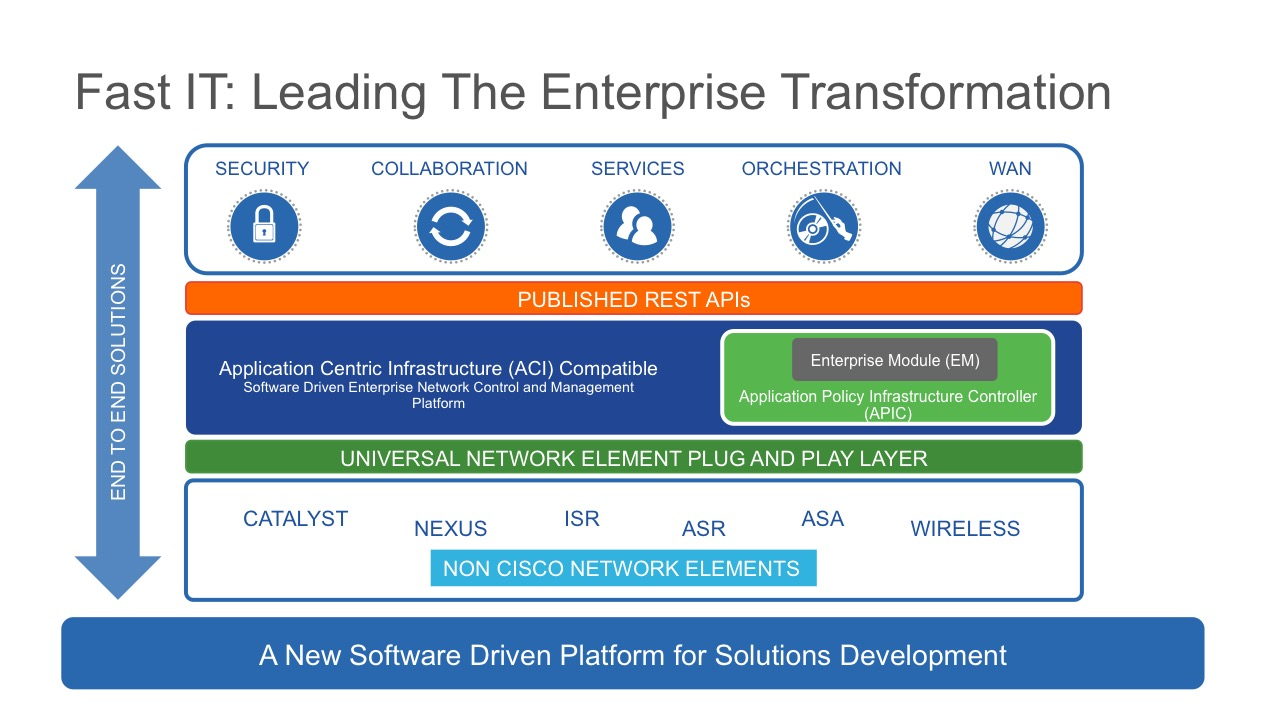 Fast IT: Leading The Enterprise Transformation
END TO END SOLUTIONS
SECURITY
COLLABORATION
SERVICES
ORCHESTRATION
WAN
PUBLISHED REST APIs
Application Centric Infrastructure (ACI) Compatible
Software Driven Enterprise Network Control and Management
Platform
Enterprise Module (EM)
Application Policy Infrastructure Controller
(APIC)
UNIVERSAL NETWORK ELEMENT PLUG AND PLAY LAYER
CATALYST
NEXUS
ISR
ASR
ASA
WIRELESS
NON CISCO NETWORK ELEMENTS
A New Software Driven Platform for Solutions Development